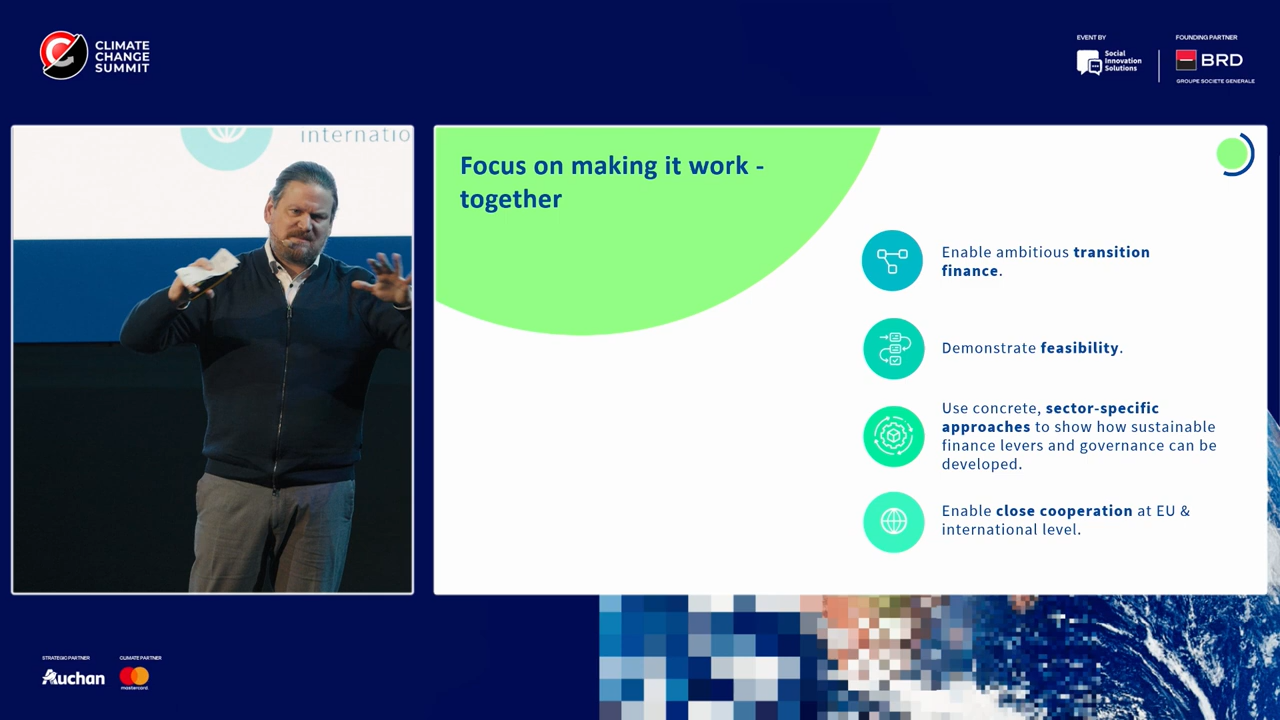 CLIMATE
CHANGE
SUMMIT
EVENT BY
Social
Innovation
Solutions
FOUNDING PARTNER
BRD
GROUPE SOCIETE GENERALE
internatio
Focus on making it work -
together
Enable ambitious transition
finance.
Demonstrate feasibility.
Use concrete, sector-specific
approaches to show how sustainable
finance levers and governance can be
developed.
Enable close cooperation at EU &
international level.
STRATEGIC PARTNER
Auchan
CLIMATE PARTNER
mastercard